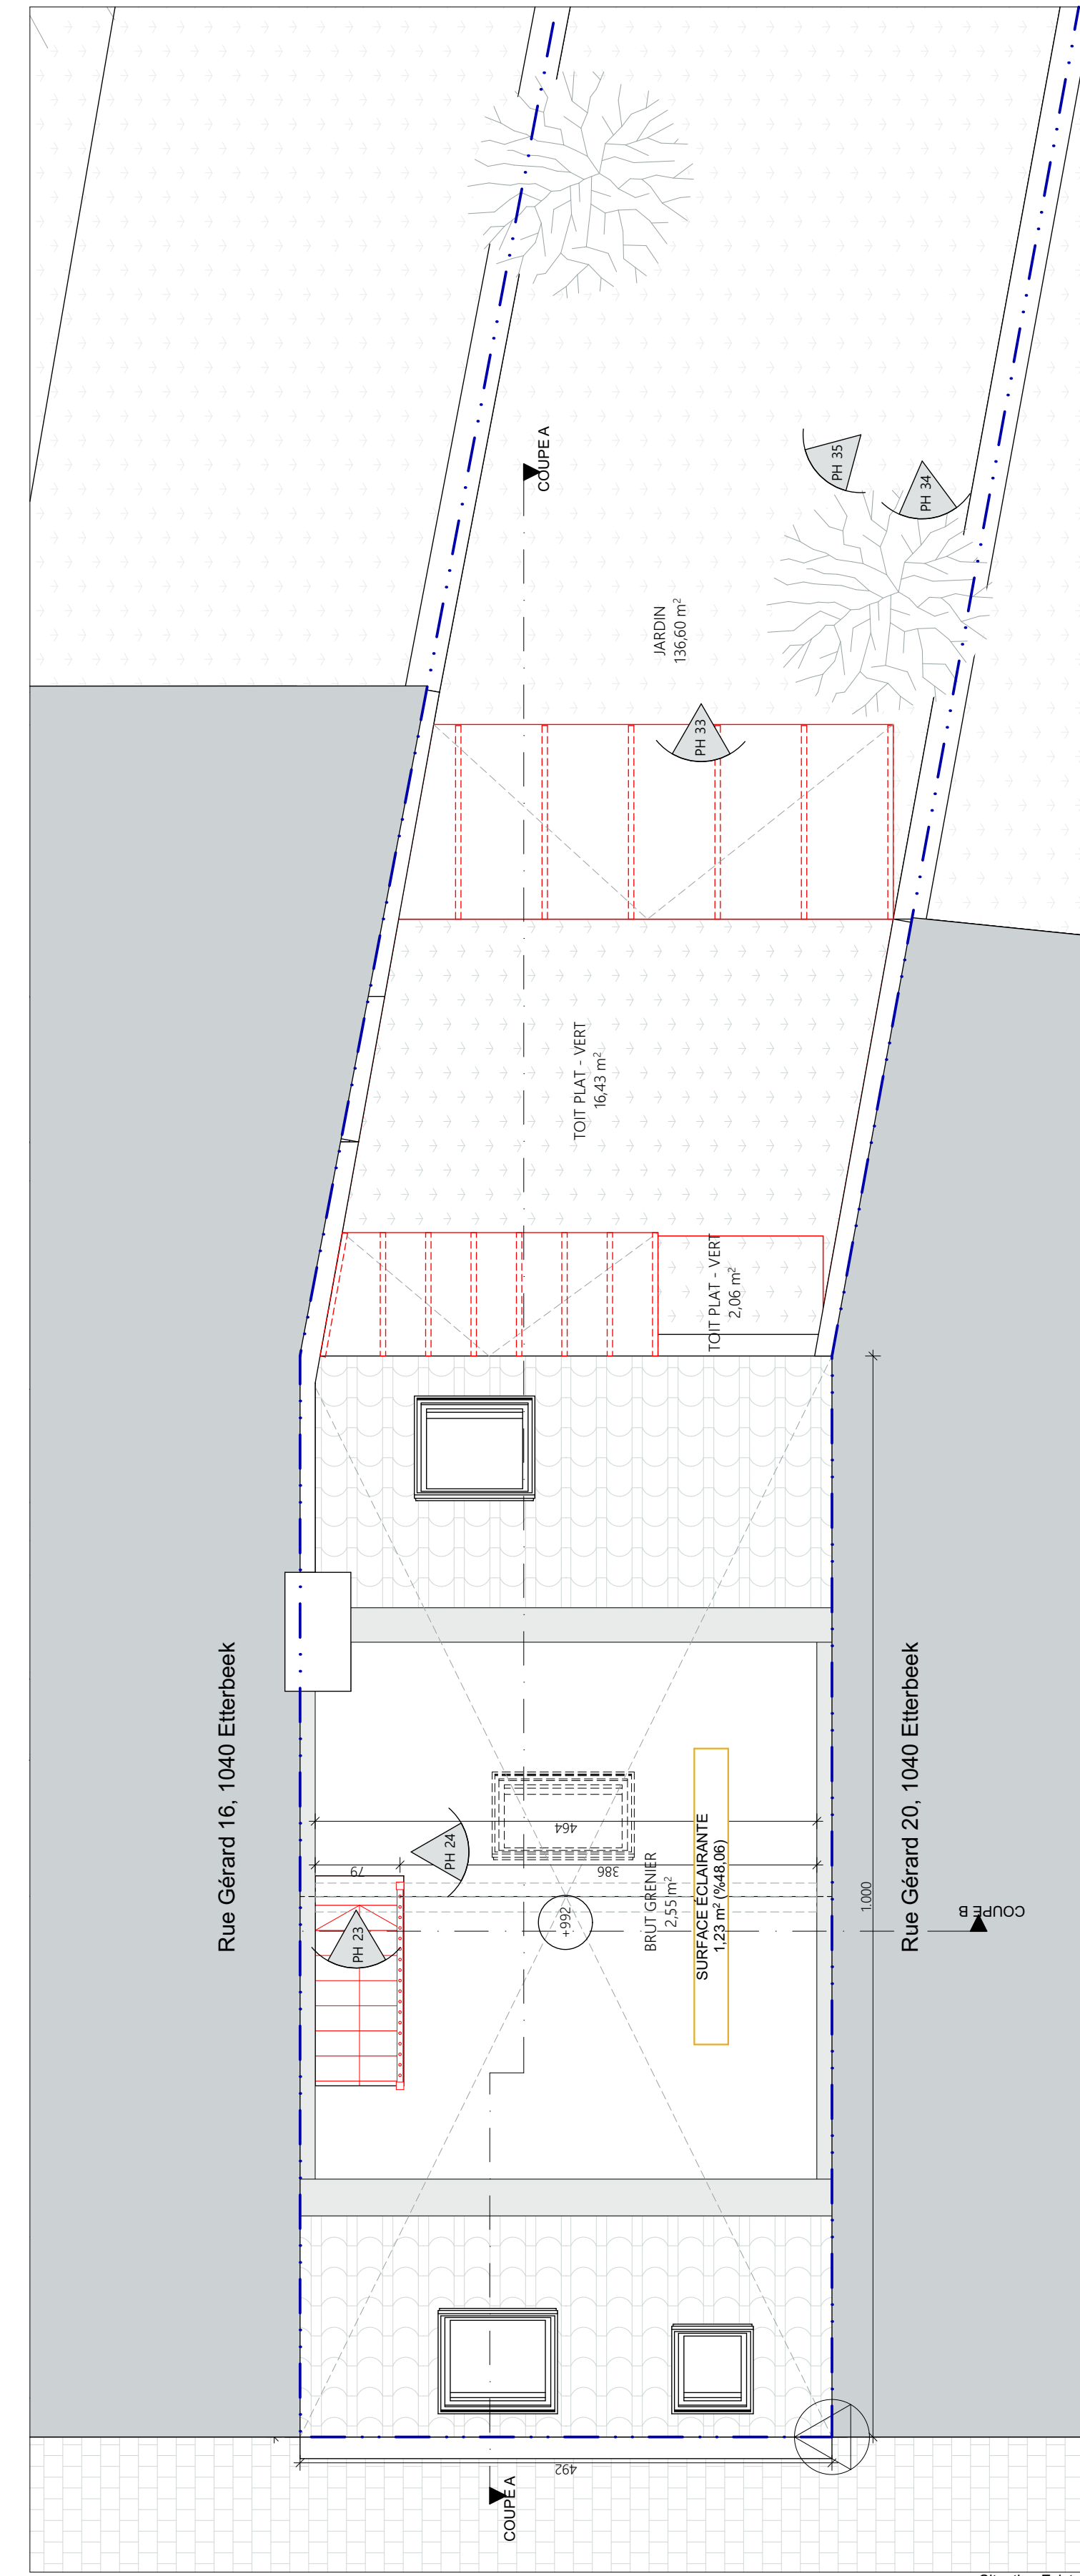 COUPE A
PH 35
PH 34
JARDIN
136,60 m²
PH 33
TOIT PLAT - VERT
16,43 m²
TOIT PLAT - VERT
2,06 m²
Rue Gérard 16, 1040 Etterbeek
Rue Gérard 20, 1040 Etterbeek
464
79
386
PH 24
BRUT GRENIER
2,55 m²
SURFACE ÉCLAIRANTE
1,23 m² (%48,06)
1.000
+992
PH 23
COUPE B
492
COUPE A